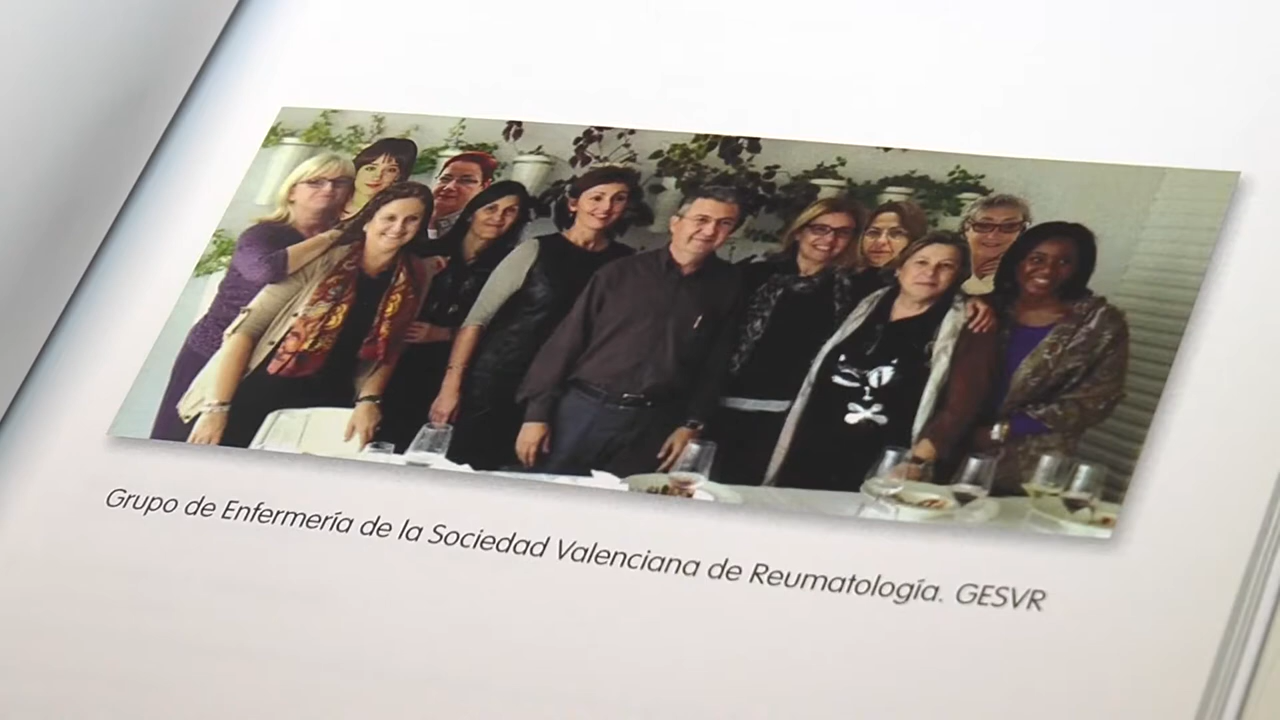 Grupo de Enfermería de la Sociedad Valenciana de Reumatología. GESVR